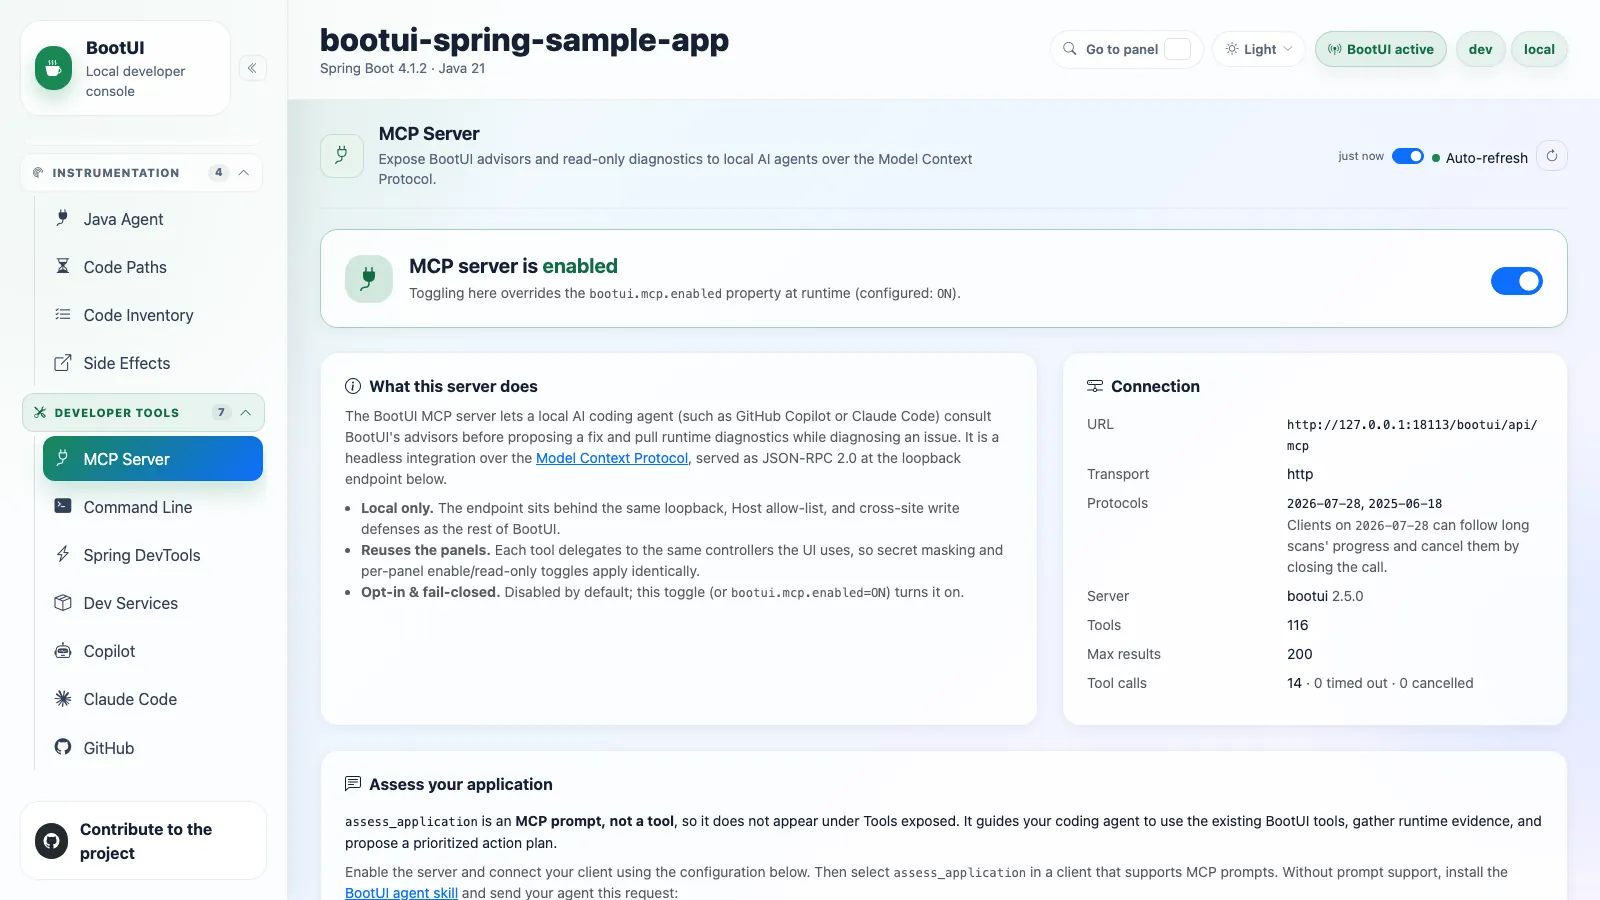 BootUI
Local developer
console
INSTRUMENTATION 4
Java Agent
Code Paths
Code Inventory
Side Effects
DEVELOPER TOOLS 7
MCP Server
Command Line
Spring DevTools
Dev Services
Copilot
Claude Code
GitHub
Contribute to the
project
bootui-spring-sample-app
Spring Boot 4.1.2 · Java 21
Go to panel
Light
BootUI active
dev
local
MCP Server
Expose BootUI advisors and read-only diagnostics to local AI agents over the Model Context
Protocol.
just now
Auto-refresh
MCP server is enabled
Toggling here overrides the bootui.mcp.enabled property at runtime (configured: ON).
What this server does
The BootUI MCP server lets a local AI coding agent (such as GitHub Copilot or Claude Code) consult
BootUI's advisors before proposing a fix and pull runtime diagnostics while diagnosing an issue. It is a
headless integration over the Model Context Protocol, served as JSON-RPC 2.0 at the loopback
endpoint below.
• Local only. The endpoint sits behind the same loopback, Host allow-list, and cross-site write
defenses as the rest of BootUI.
• Reuses the panels. Each tool delegates to the same controllers the UI uses, so secret masking and
per-panel enable/read-only toggles apply identically.
• Opt-in & fail-closed. Disabled by default; this toggle (or bootui.mcp.enabled=ON) turns it on.
Connection
URL http://127.0.0.1:18113/bootui/api/
mcp
Transport http
Protocols 2026-07-28, 2025-06-18
Clients on 2026-07-28 can follow long
scans' progress and cancel them by
closing the call.
Server bootui 2.5.0
Tools 116
Max results 200
Tool calls 14 · 0 timed out · 0 cancelled
Assess your application
assess_application is an MCP prompt, not a tool, so it does not appear under Tools exposed. It guides your coding agent to use the existing BootUI tools, gather runtime evidence, and
propose a prioritized action plan.
Enable the server and connect your client using the configuration below. Then select assess_application in a client that supports MCP prompts. Without prompt support, install the
BootUI agent skill and send your agent this request: